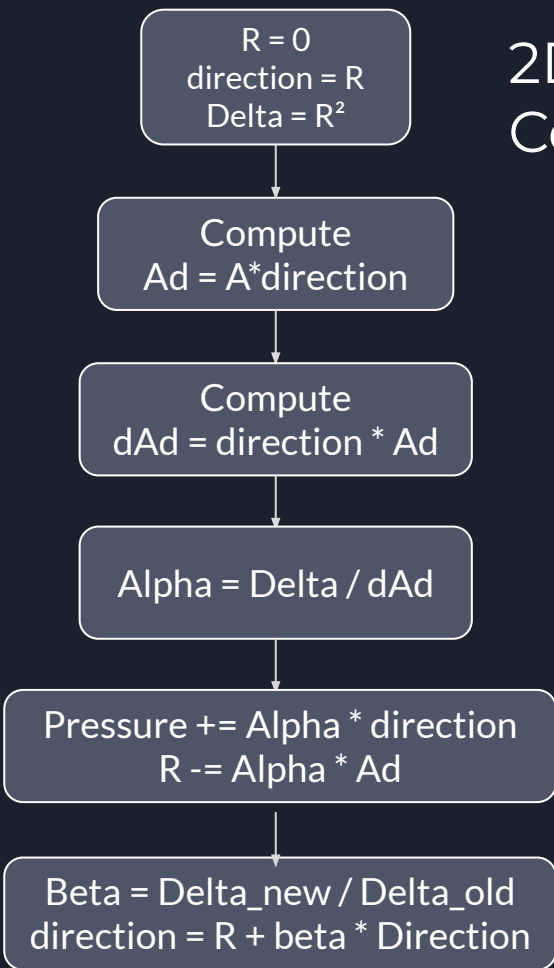 R = 0
direction = R
Delta = R²
Compute
Ad = A*direction
Compute
dAd = direction * Ad
Alpha = Delta / dAd
Pressure += Alpha * direction
R -= Alpha * Ad
Beta = Delta_new / Delta_old
direction = R + beta * Direction